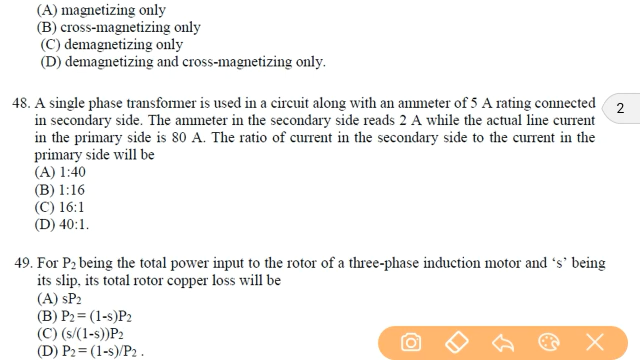 (A) magnetizing only
(B) cross-magnetizing only
(C) demagnetizing only
(D) demagnetizing and cross-magnetizing only.
48. A single phase transformer is used in a circuit along with an ammeter of 5 A rating connected
in secondary side. The ammeter in the secondary side reads 2 A while the actual line current
in the primary side is 80 A. The ratio of current in the secondary side to the current in the
primary side will be
(A) 1:40
(B) 1:16
(C) 16:1
(D) 40:1.
2
49. For P2 being the total power input to the rotor of a three-phase induction motor and ‘s’ being
its slip, its total rotor copper loss will be
(A) sP2
(B) P2 = (1-s)P2
(C) (s/(1-s))P2
(D) P2 = (1-s)/P2 .